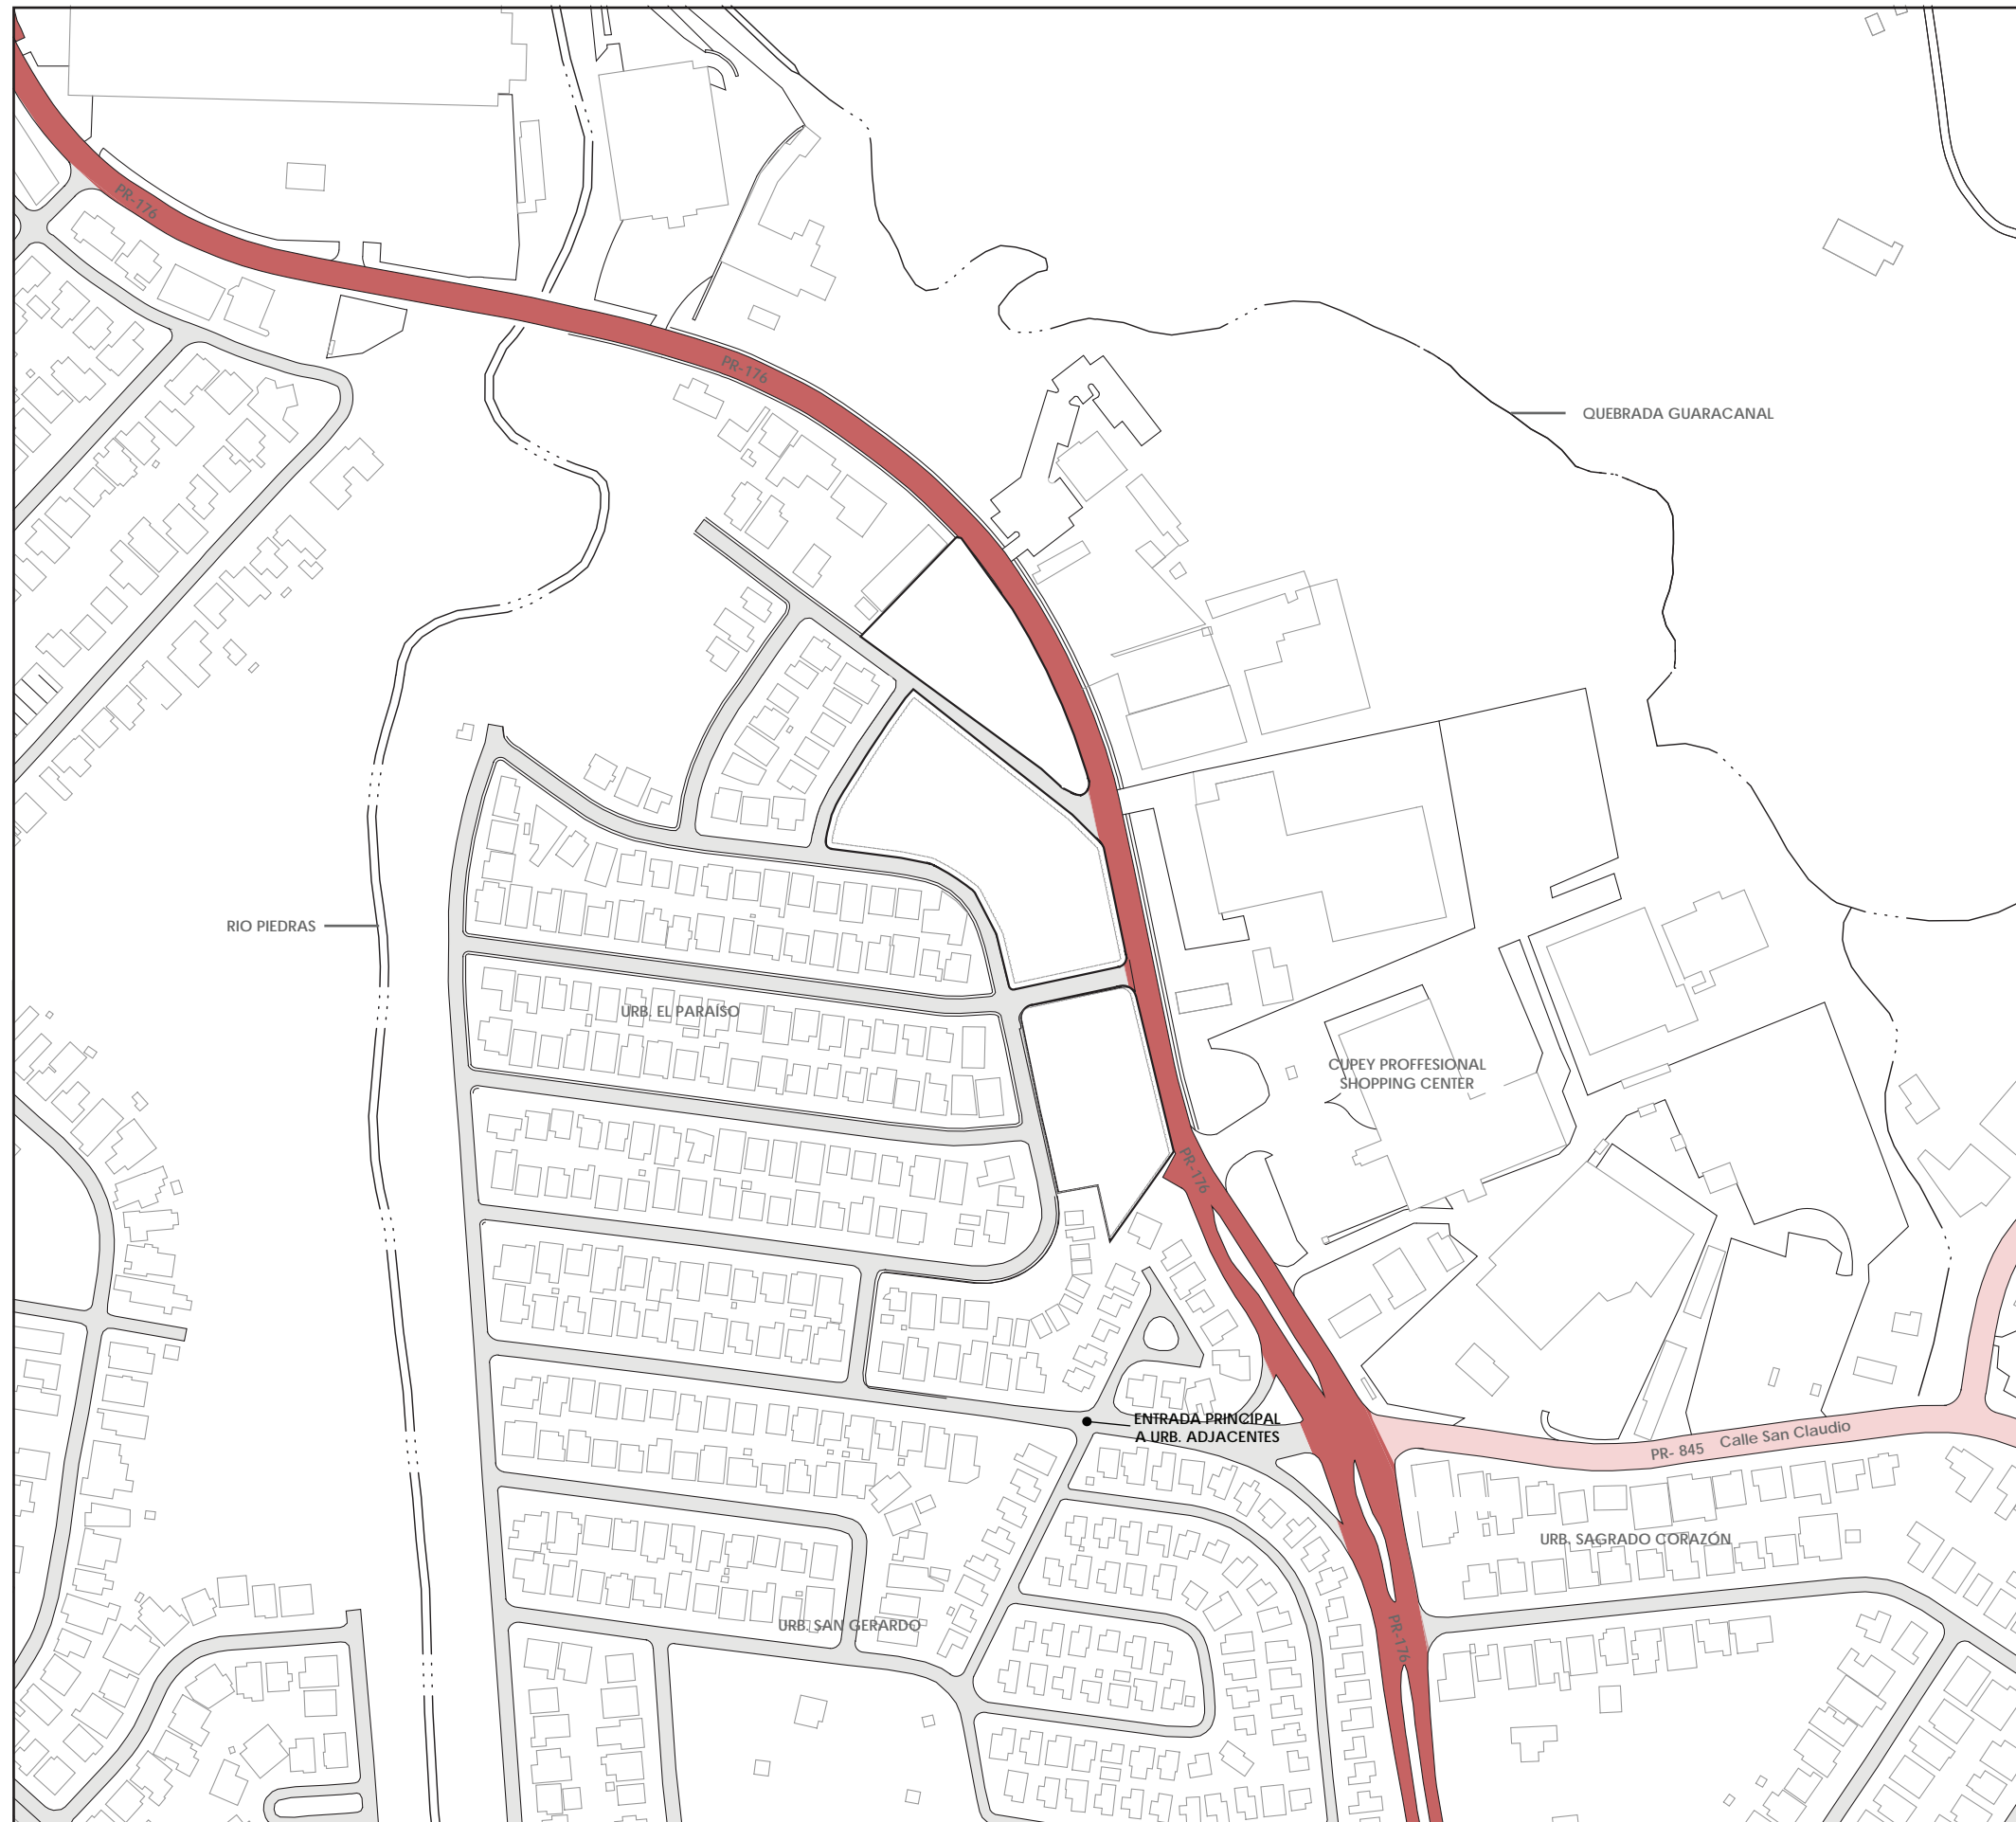 PR-176
PR-176
QUEBRADA GUARACANAL
RIO PIEDRAS
URB. EL PARAÍSO
CUPEY PROFFESIONAL
SHOPPING CENTER
PR-176
ENTRADA PRINCIPAL
A URB. ADJACENTES
PR- 845 Calle San Claudio
URB. SAGRADO CORAZÓN
URB. SAN GERARDO
PR-176